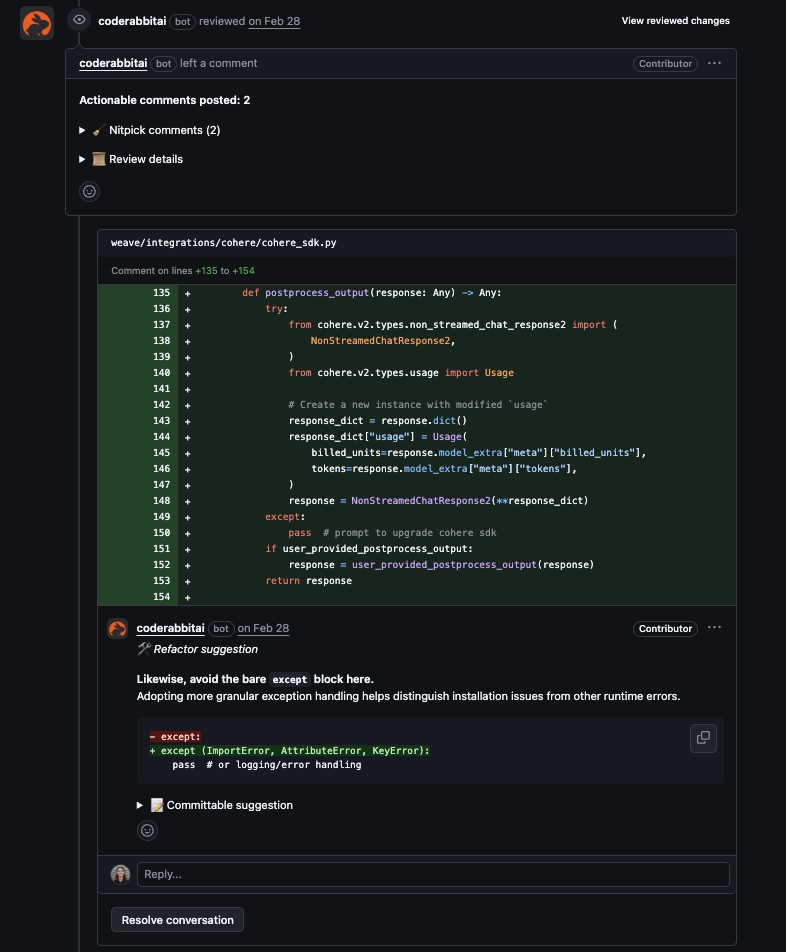 coderabbitai bot reviewed on Feb 28 View reviewed changes
coderabbitai bot left a comment Contributor
Actionable comments posted: 2
Nitpick comments (2)
Review details
weave/integrations/cohere/cohere_sdk.py
Comment on lines +135 to +154
135 + def postprocess_output(response: Any) -> Any:
136 + try:
137 + from cohere.v2.types.non_streamed_chat_response2 import (
138 + NonStreamedChatResponse2,
139 + )
140 + from cohere.v2.types.usage import Usage
141 +
142 + # Create a new instance with modified `usage`
143 + response_dict = response.dict()
144 + response_dict["usage"] = Usage(
145 + billed_units=response.model_extra["meta"]["billed_units"],
146 + tokens=response.model_extra["meta"]["tokens"],
147 + )
148 + response = NonStreamedChatResponse2(**response_dict)
149 + except:
150 + pass # prompt to upgrade cohere sdk
151 + if user_provided_postprocess_output:
152 + response = user_provided_postprocess_output(response)
153 + return response
154 +
coderabbitai bot on Feb 28 Contributor
Refactor suggestion
Likewise, avoid the bare except block here.
Adopting more granular exception handling helps distinguish installation issues from other runtime errors.
- except:
+ except (ImportError, AttributeError, KeyError):
pass # or logging/error handling
Committable suggestion
Reply...
Resolve conversation